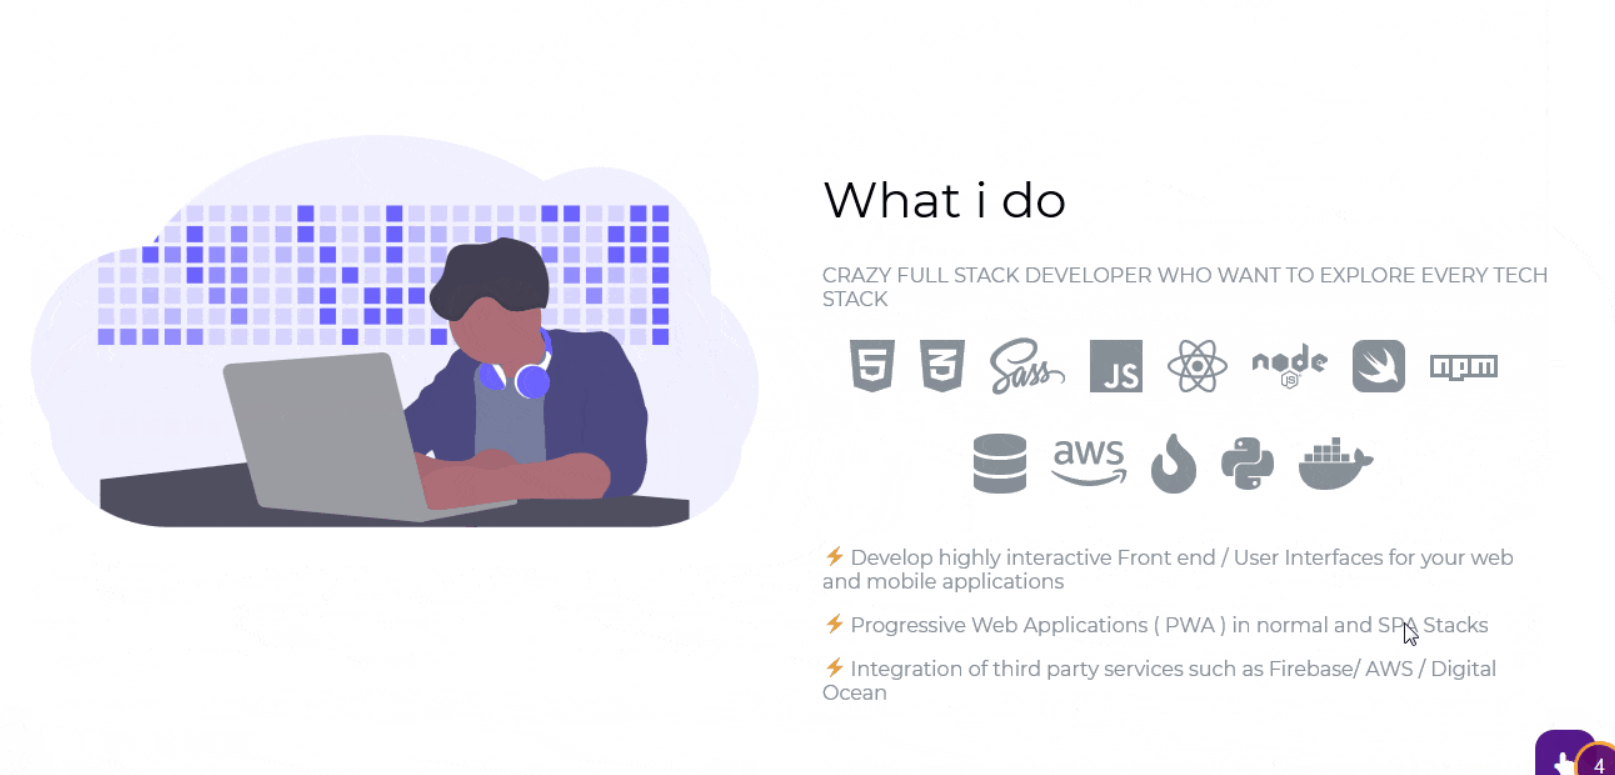 What i do
CRAZY FULL STACK DEVELOPER WHO WANT TO EXPLORE EVERY TECH
STACK
5 3 Sass JS node JS npm
aws
⚡ Develop highly interactive Front end / User Interfaces for your web
and mobile applications
⚡ Progressive Web Applications ( PWA ) in normal and SPA Stacks
⚡ Integration of third party services such as Firebase/ AWS / Digital
Ocean
4